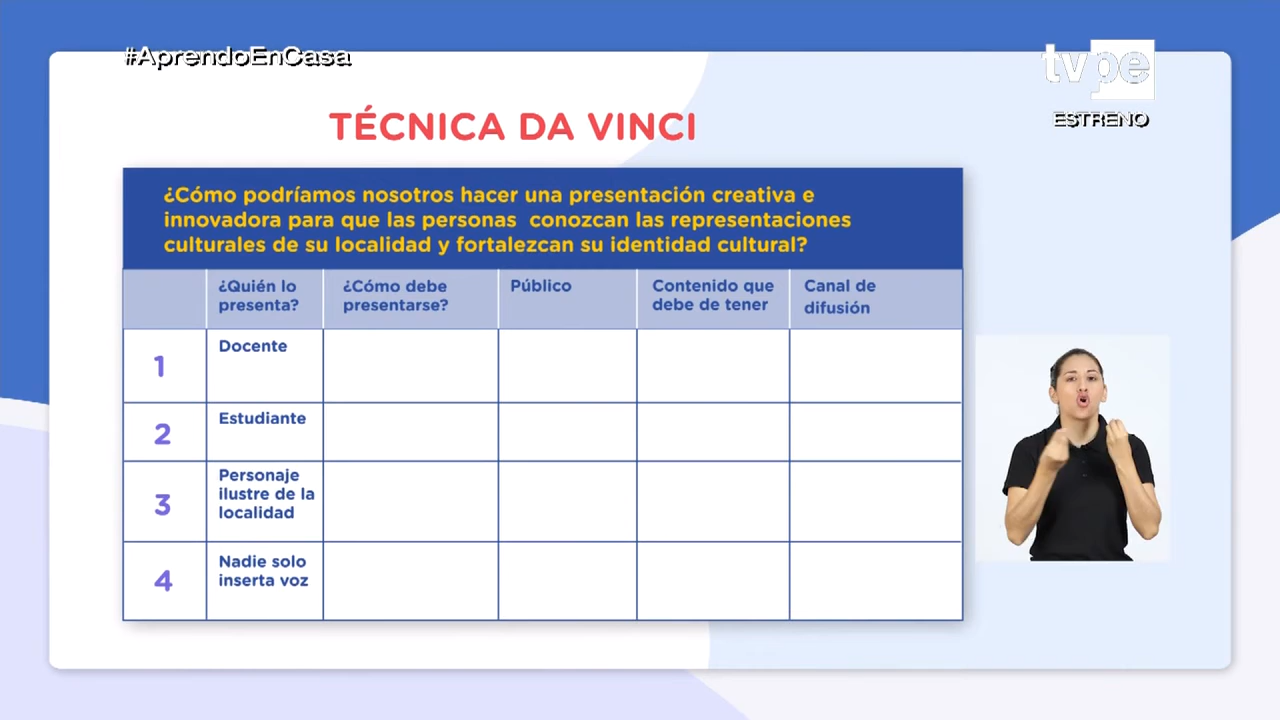 #AprendoEnCasa
tvpe
ESTRENO
TÉCNICA DA VINCI
¿Cómo podríamos nosotros hacer una presentación creativa e
innovadora para que las personas conozcan las representaciones
culturales de su localidad y fortalezcan su identidad cultural?
¿Quién lo
presenta?
¿Cómo debe
presentarse?
Público
Contenido que
debe de tener
Canal de
difusión
1
Docente
2
Estudiante
3
Personaje
ilustre de la
localidad
4
Nadie solo
inserta voz